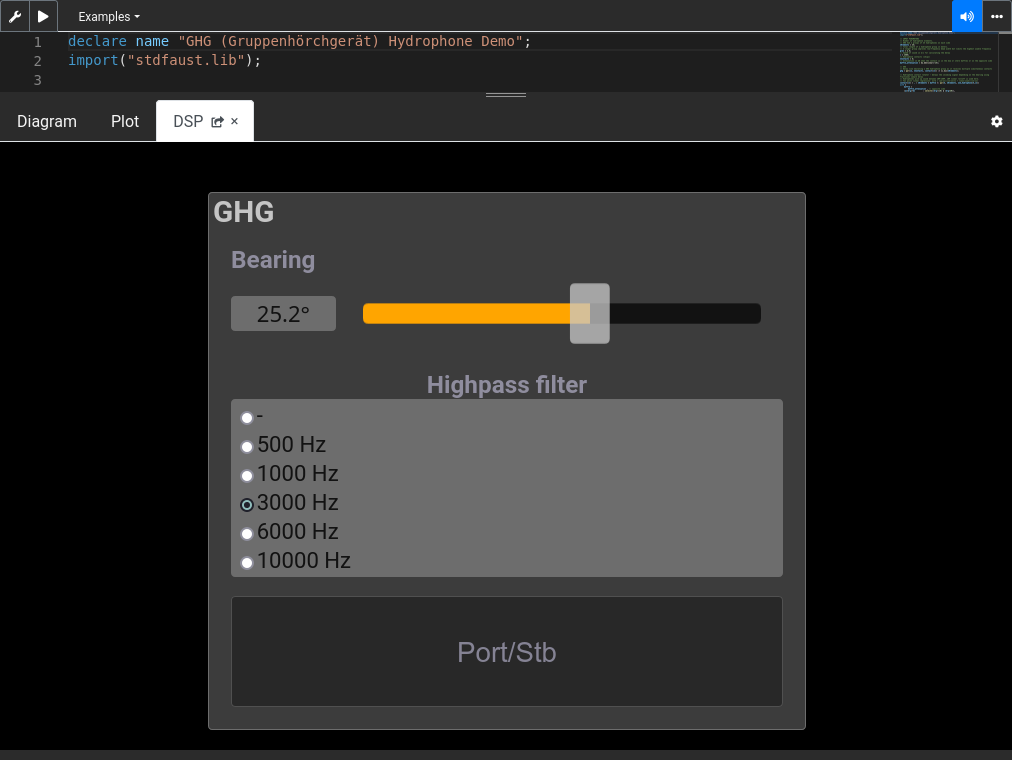 Examples
1 declare name "GHG (Gruppenhörchgerät) Hydrophone Demo";
2 import("stdfaust.lib");
3
Diagram Plot DSP ×
GHG
Bearing
25.2°
Highpass filter
-
500 Hz
1000 Hz
3000 Hz
6000 Hz
10000 Hz
Port/Stb